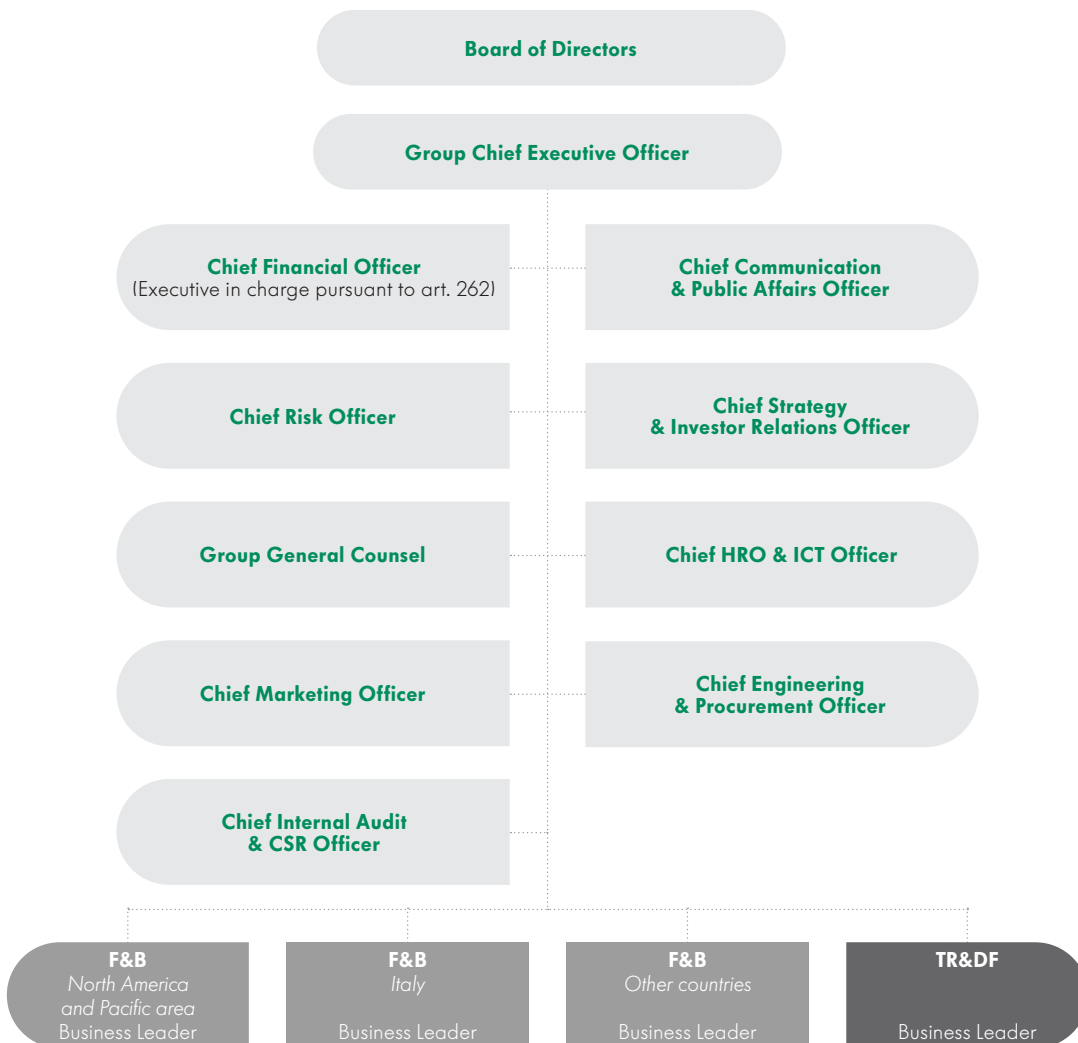 Board of Directors
Group Chief Executive Officer
Chief Financial Officer
(Executive in charge pursuant to art. 262)
Chief Communication
& Public Affairs Officer
Chief Risk Officer
Chief Strategy
& Investor Relations Officer
Group General Counsel
Chief HRO & ICT Officer
Chief Marketing Officer
Chief Engineering
& Procurement Officer
Chief Internal Audit
& CSR Officer
F&B
North America
and Pacific area
Business Leader
F&B
Italy
Business Leader
F&B
Other countries
Business Leader
TR&DF
Business Leader